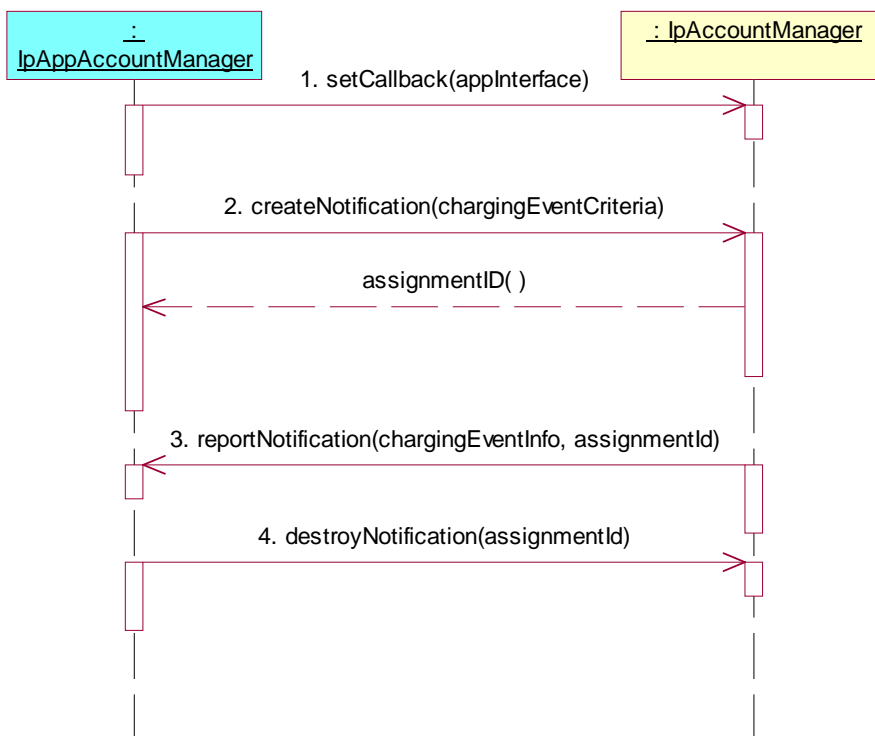 :
IpAppAccountManager
: IpAccountManager
1. setCallback(appInterface)
2. createNotification(chargingEventCriteria)
assignmentID( )
3. reportNotification(chargingEventInfo, assignmentId)
4. destroyNotification(assignmentId)